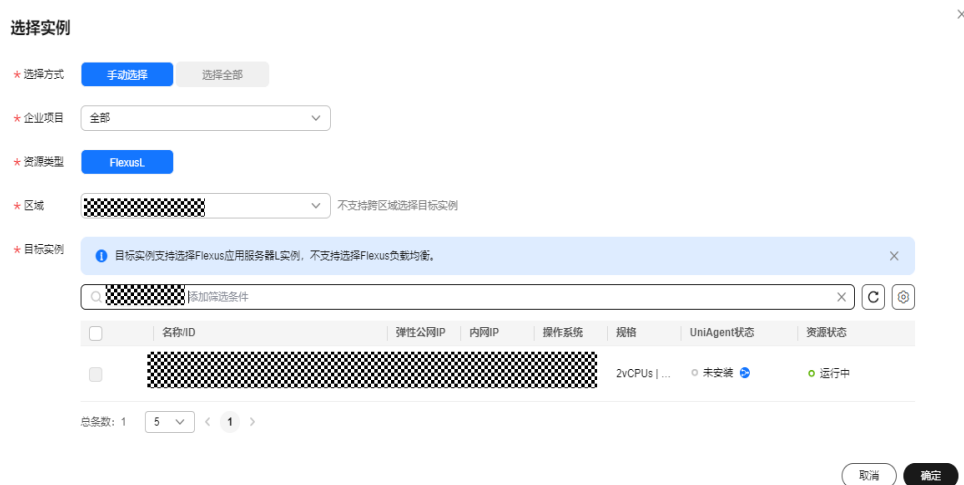 选择实例
* 选择方式 手动选择 选择全部
* 企业项目 全部
* 资源类型 FlexusL
* 区域 不支持跨区域选择目标实例
* 目标实例 目标实例支持选择Flexus应用服务器L实例，不支持选择Flexus负载均衡。
添加筛选条件
名称/ID 弹性公网IP 内网IP 操作系统 规格 UniAgent状态 资源状态
2vCPUs | ... 未安装 运行中
总条数：1 5 1
取消 确定